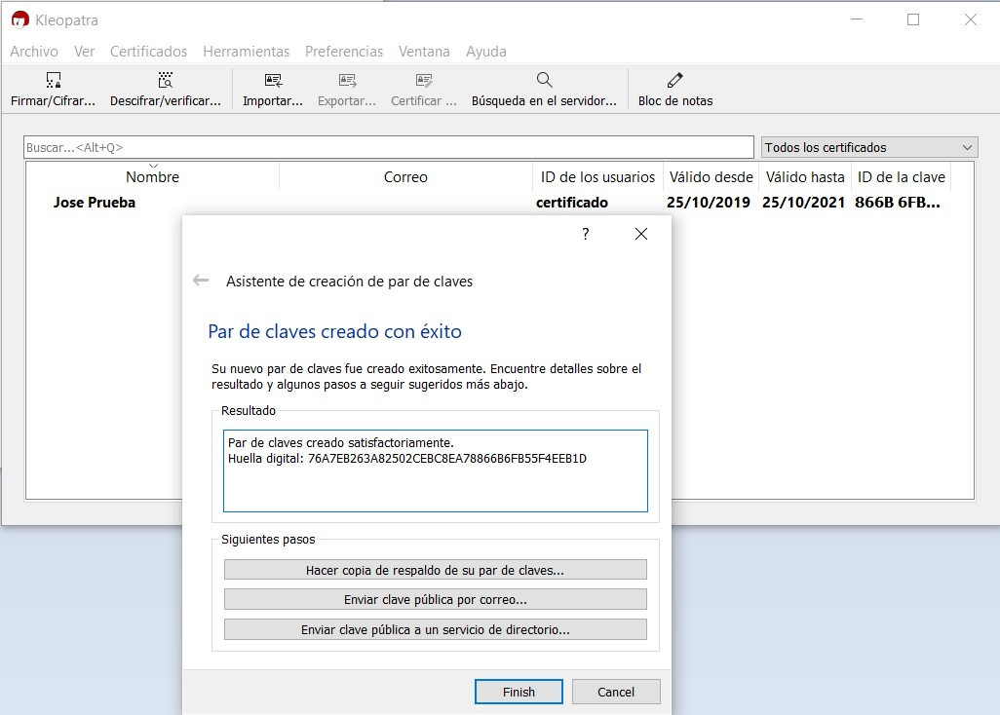 Kleopatra
Archivo Ver Certificados Herramientas Preferencias Ventana Ayuda
Firmar/Cifrar... Descifrar/verificar... Importar... Exportar... Certificar ... Búsqueda en el servidor... Bloc de notas
Buscar...<Alt+Q> Todos los certificados
Nombre Correo ID de los usuarios Válido desde Válido hasta ID de la clave
Jose Prueba certificado 25/10/2019 25/10/2021 866B 6FB...
?
Asistente de creación de par de claves
Par de claves creado con éxito
Su nuevo par de claves fue creado exitosamente. Encuentre detalles sobre el
resultado y algunos pasos a seguir sugeridos más abajo.
Resultado
Par de claves creado satisfactoriamente.
Huella digital: 76A7EB263A82502CEBC8EA78866B6FB55F4EEB1D
Siguientes pasos
Hacer copia de respaldo de su par de claves...
Enviar clave pública por correo...
Enviar clave pública a un servicio de directorio...
Finish Cancel